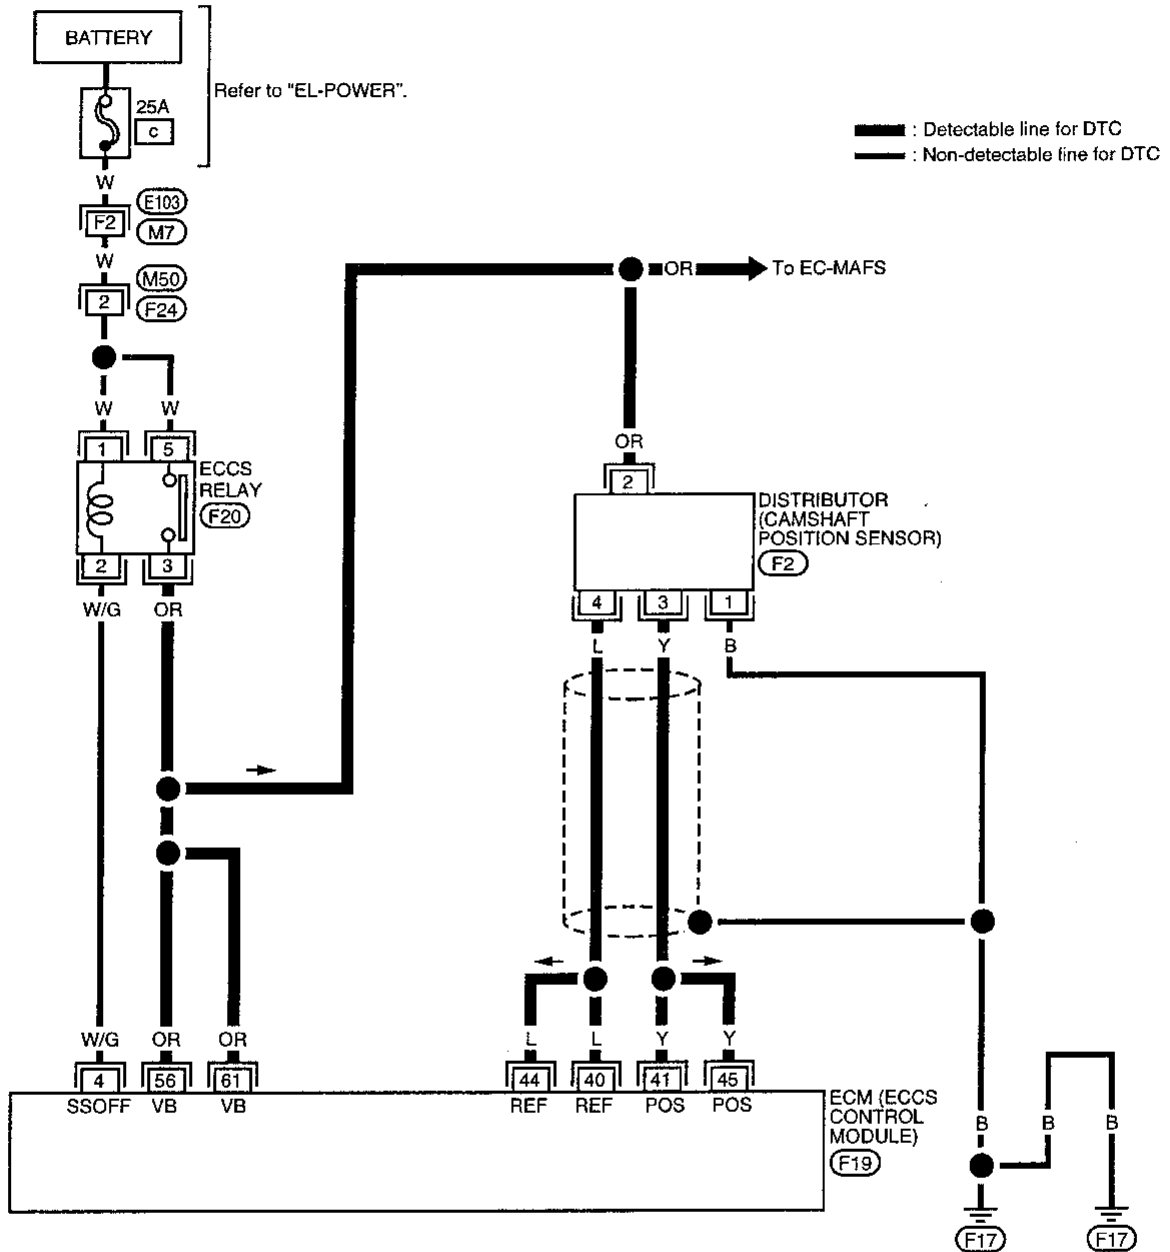 BATTERY
Refer to "EL-POWER".
25A
c
: Detectable line for DTC
: Non-detectable line for DTC
W
F2
E103
M7
W
2
M50
F24
OR
To EC-MAFS
W
W
OR
1
5
ECCS
RELAY
F20
2
DISTRIBUTOR
(CAMSHAFT
POSITION SENSOR)
F2
2
3
4
3
1
W/G
OR
L
Y
B
W/G
OR
OR
L
L
Y
Y
4
56
61
44
40
41
45
SSOFF
VB
VB
REF
REF
POS
POS
ECM (ECCS
CONTROL
MODULE)
F19
B
B
B
F17
F17